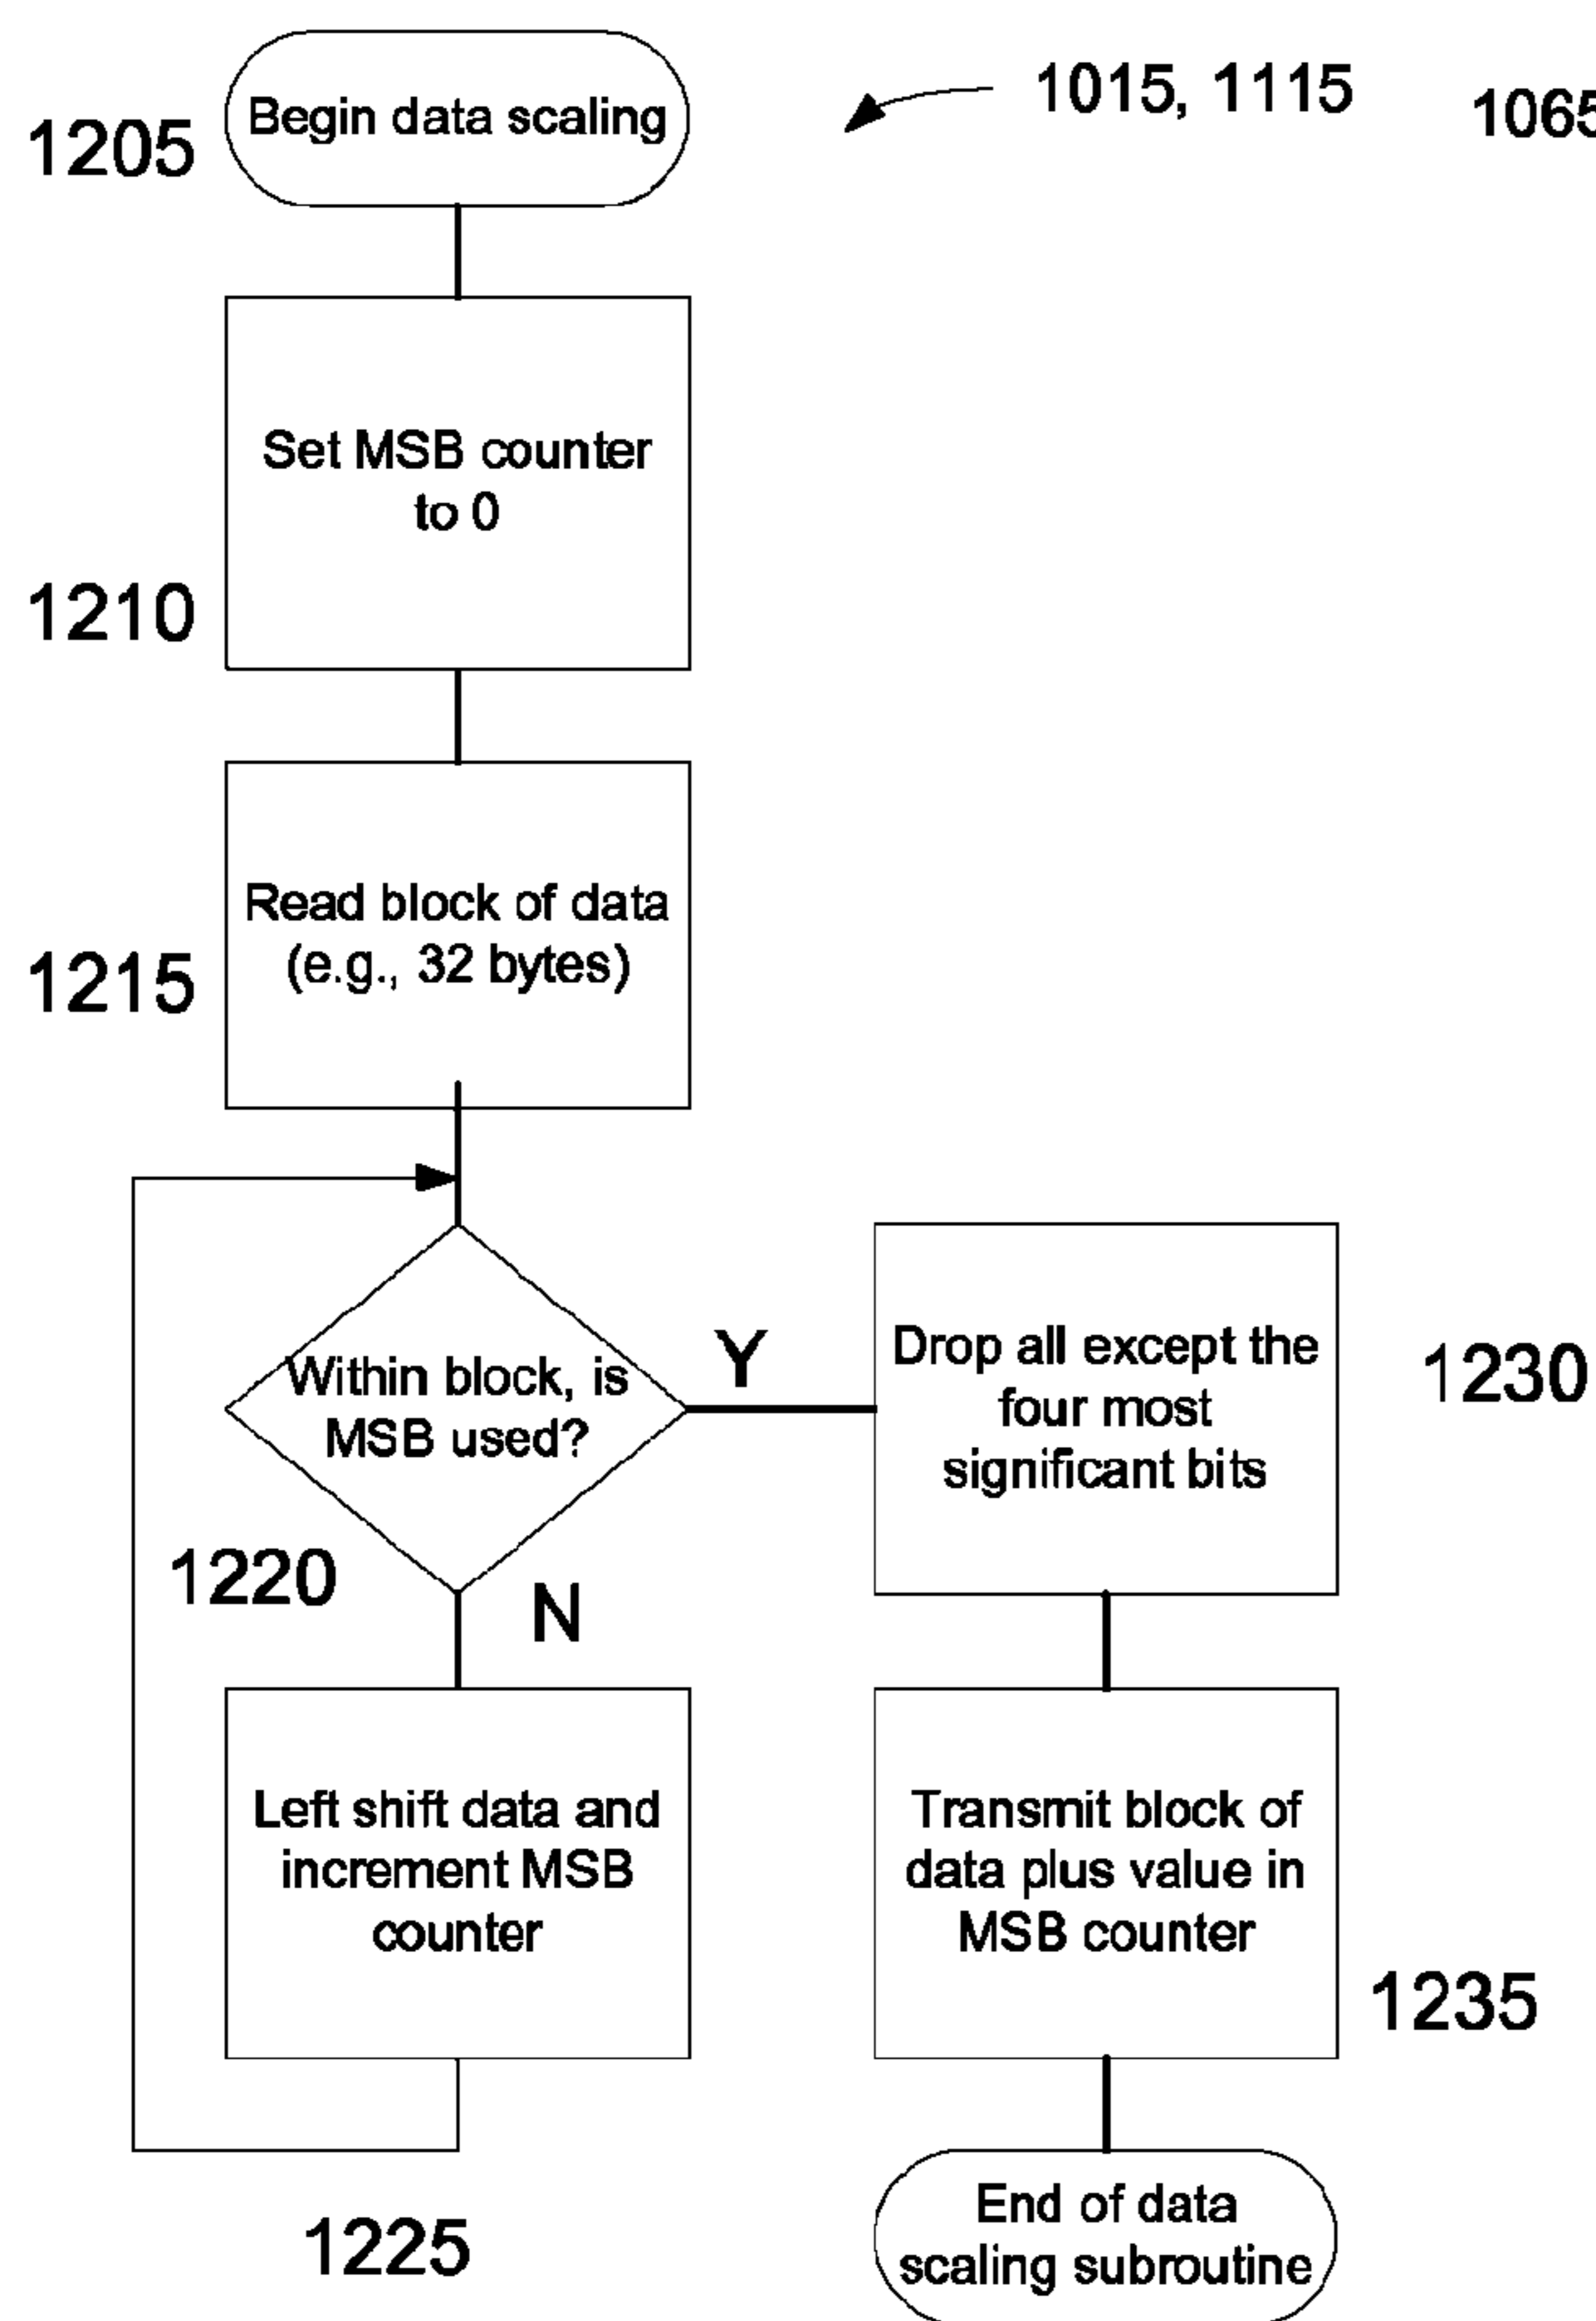 1015, 1115
1065
Begin data scaling
1205
Set MSB counter
to 0
1210
Read block of data
(e.g., 32 bytes)
1215
Within block, is
MSB used?
Y
1220
N
Drop all except the
four most
significant bits
1230
Left shift data and
increment MSB
counter
1225
Transmit block of
data plus value in
MSB counter
1235
End of data
scaling subroutine